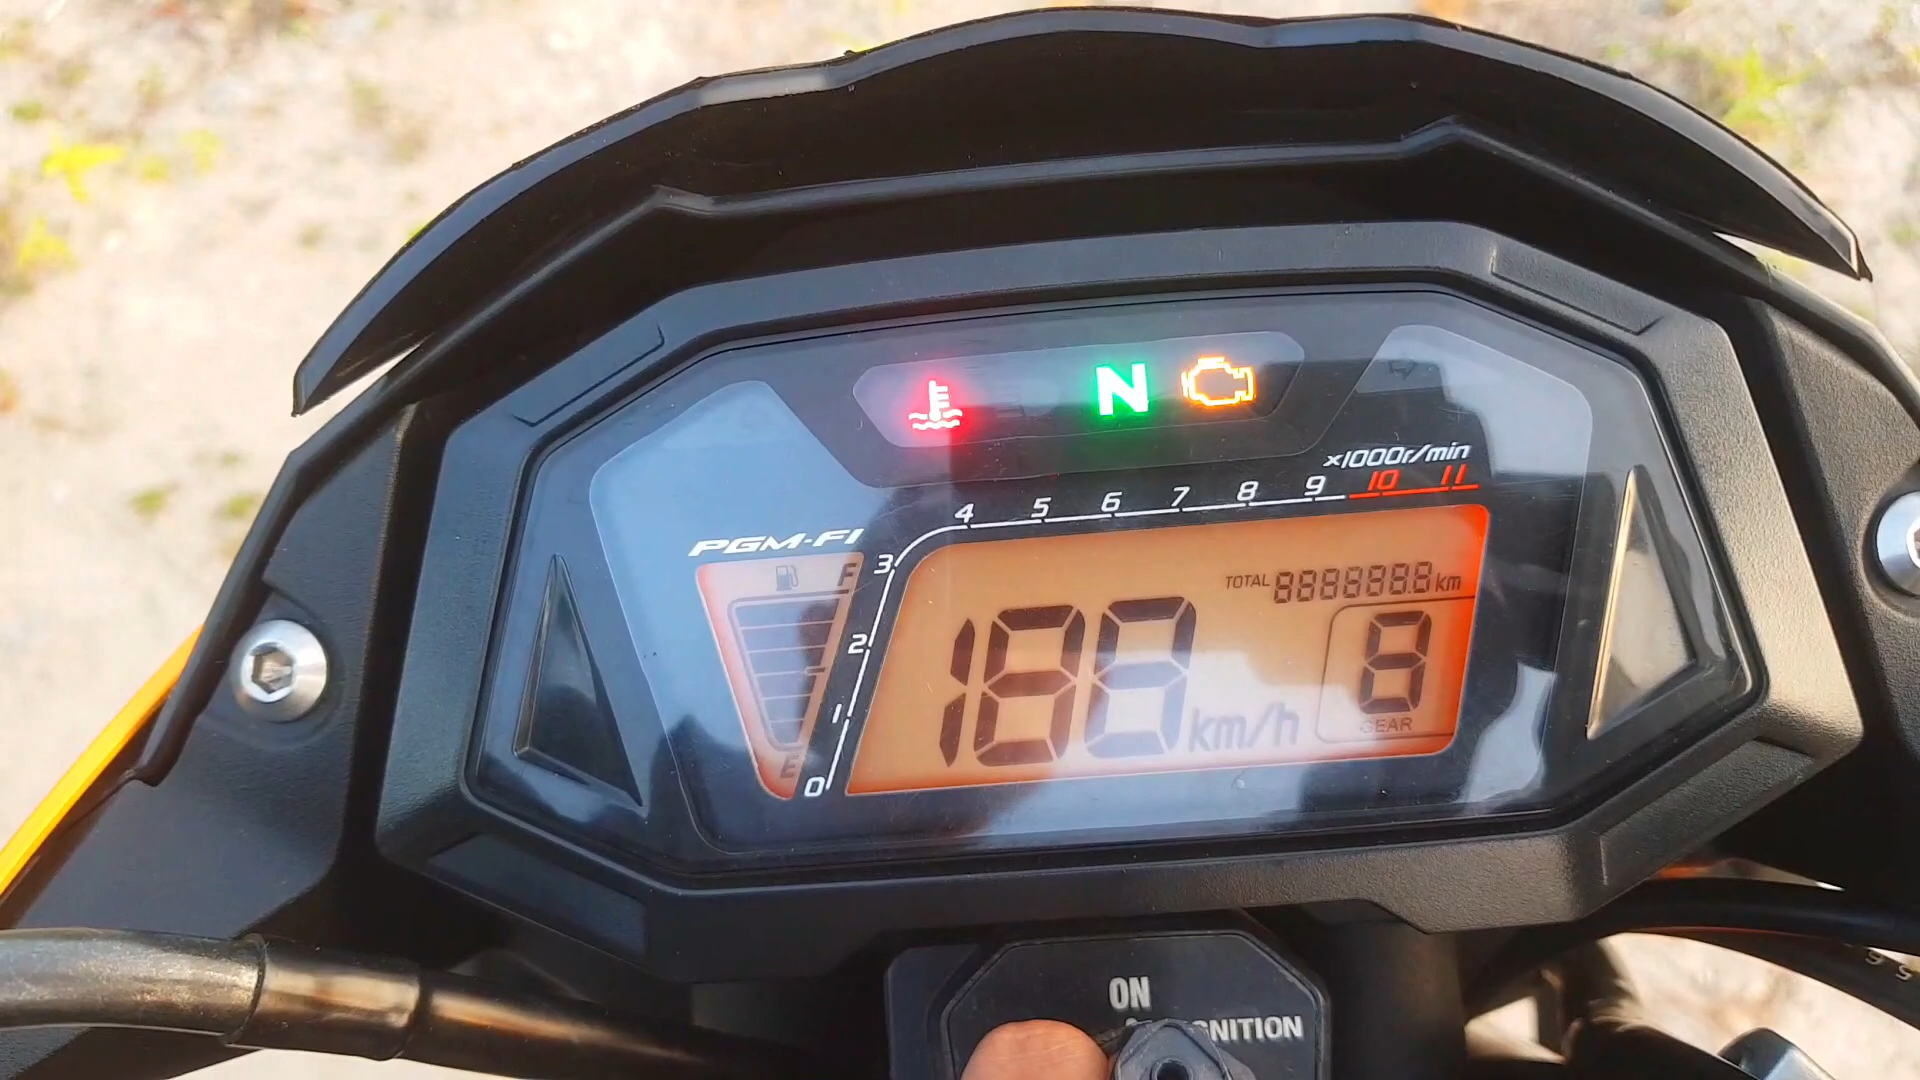 N
x1000r/min
4 5 6 7 8 9 10 11
PGM-FI
3
2
1
0
F
E
TOTAL 888888.8 km
188 km/h
8
GEAR
ON
IGNITION